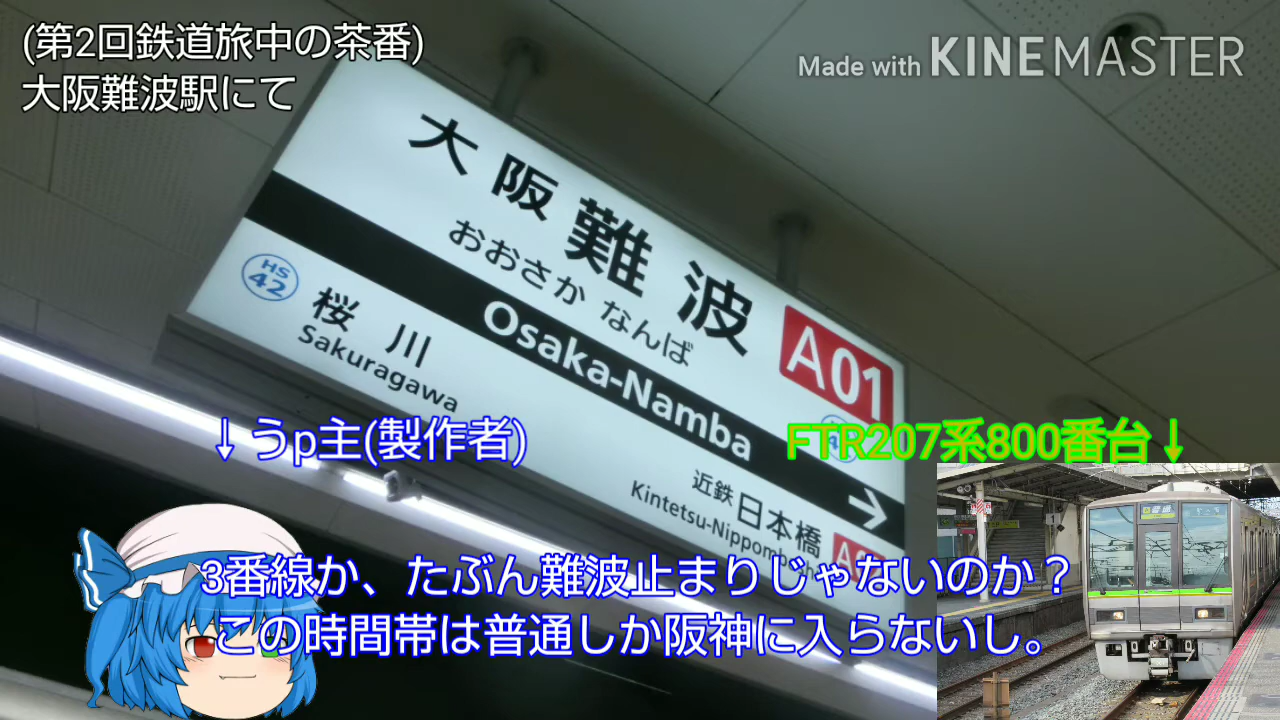 (第2回鉄道旅中の茶番)
大阪難波駅にて
Made with KINEMASTER
大阪難波
おおさか なんば
A01
Osaka-Namba
HS
42
桜川
Sakuragawa
近鉄日本橋
↓うp主(製作者)
FTR207系800番台↓
3番線か、たぶん難波止まりじゃないのか?
この時間帯は普通しか阪神に入らないし。